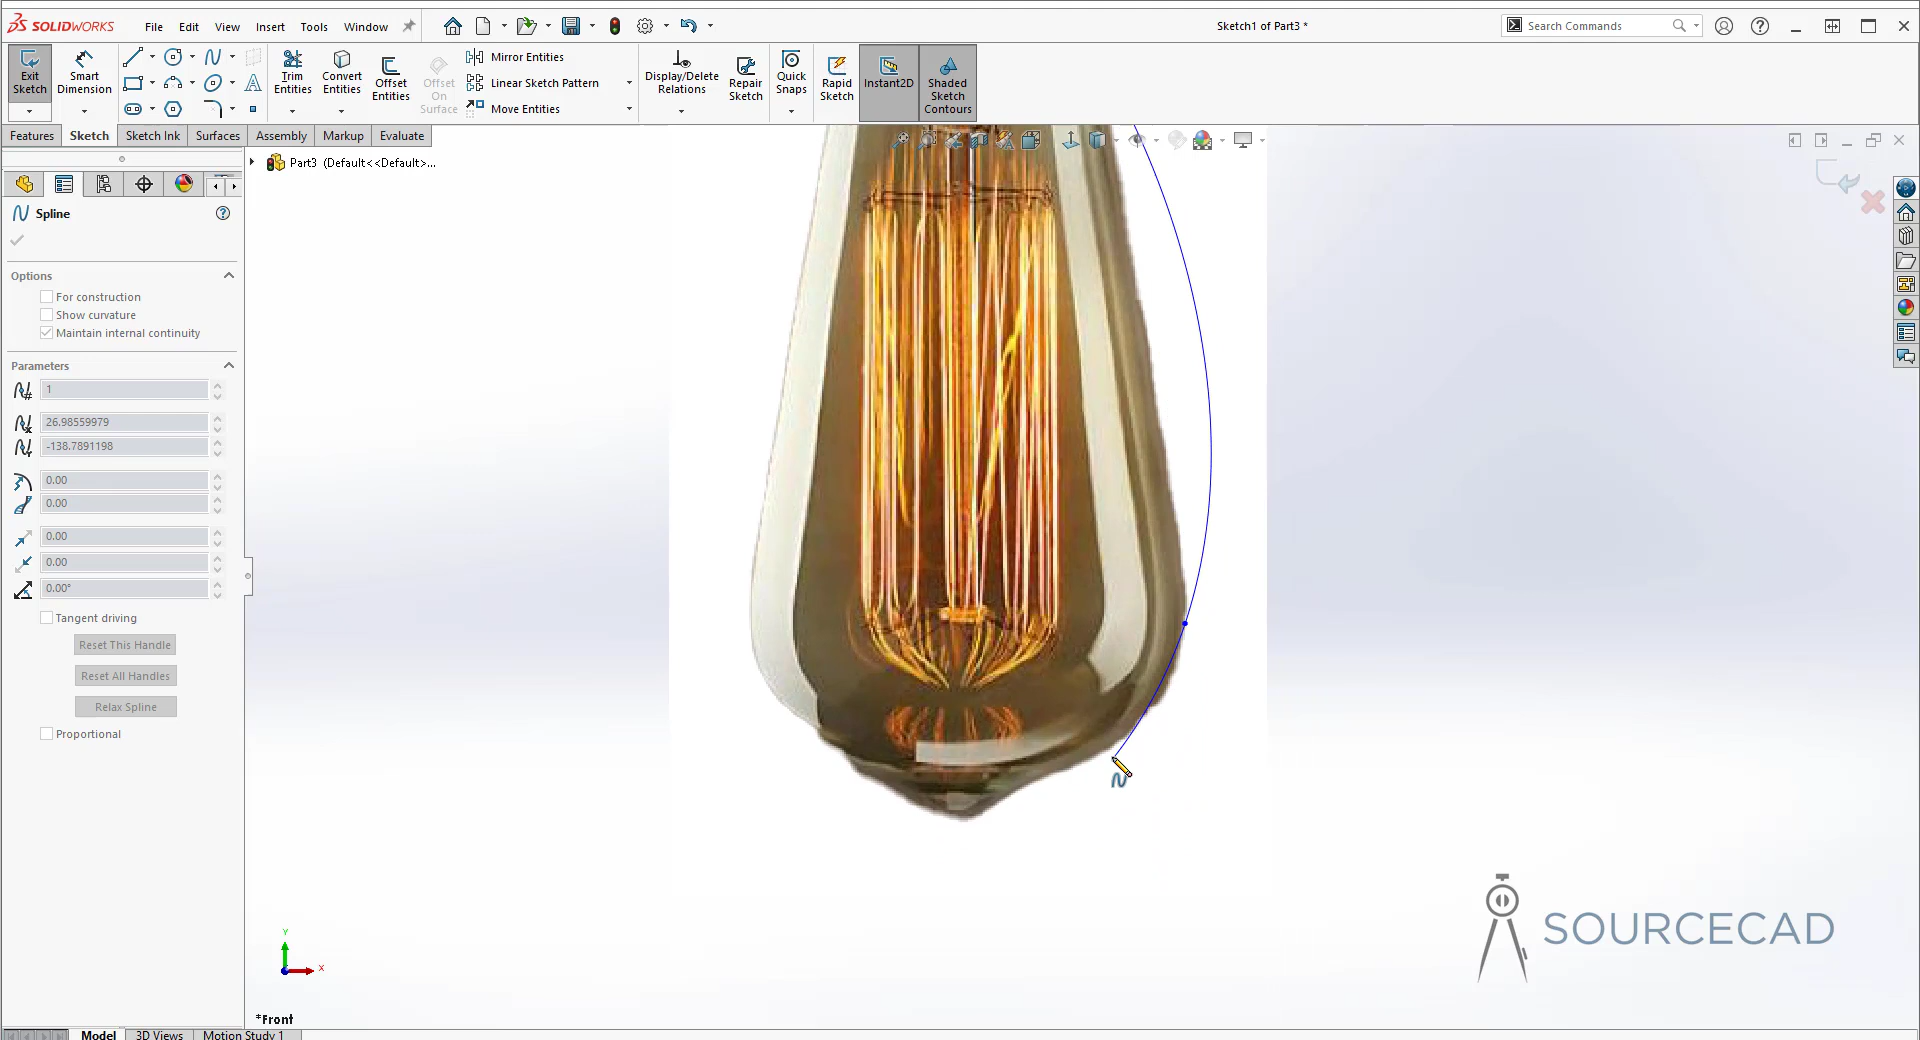 SOLIDWORKS
File Edit View Insert Tools Window
Sketch1 of Part3 *
Search Commands
Exit Sketch
Smart Dimension
Trim Entities
Convert Entities
Offset Entities
Offset On Surface
Mirror Entities
Linear Sketch Pattern
Move Entities
Display/Delete Relations
Repair Sketch
Quick Snaps
Rapid Sketch
Instant2D
Shaded Sketch Contours
Features Sketch Sketch Ink Surfaces Assembly Markup Evaluate
Part3 (Default<<Default>...
Spline
Options
For construction
Show curvature
Maintain internal continuity
Parameters
1
26.98559979
-138.7891198
0.00
0.00
0.00
0.00
0.00°
Tangent driving
Reset This Handle
Reset All Handles
Relax Spline
Proportional
SOURCECAD
Y
X
*Front
Model 3D Views Motion Study 1